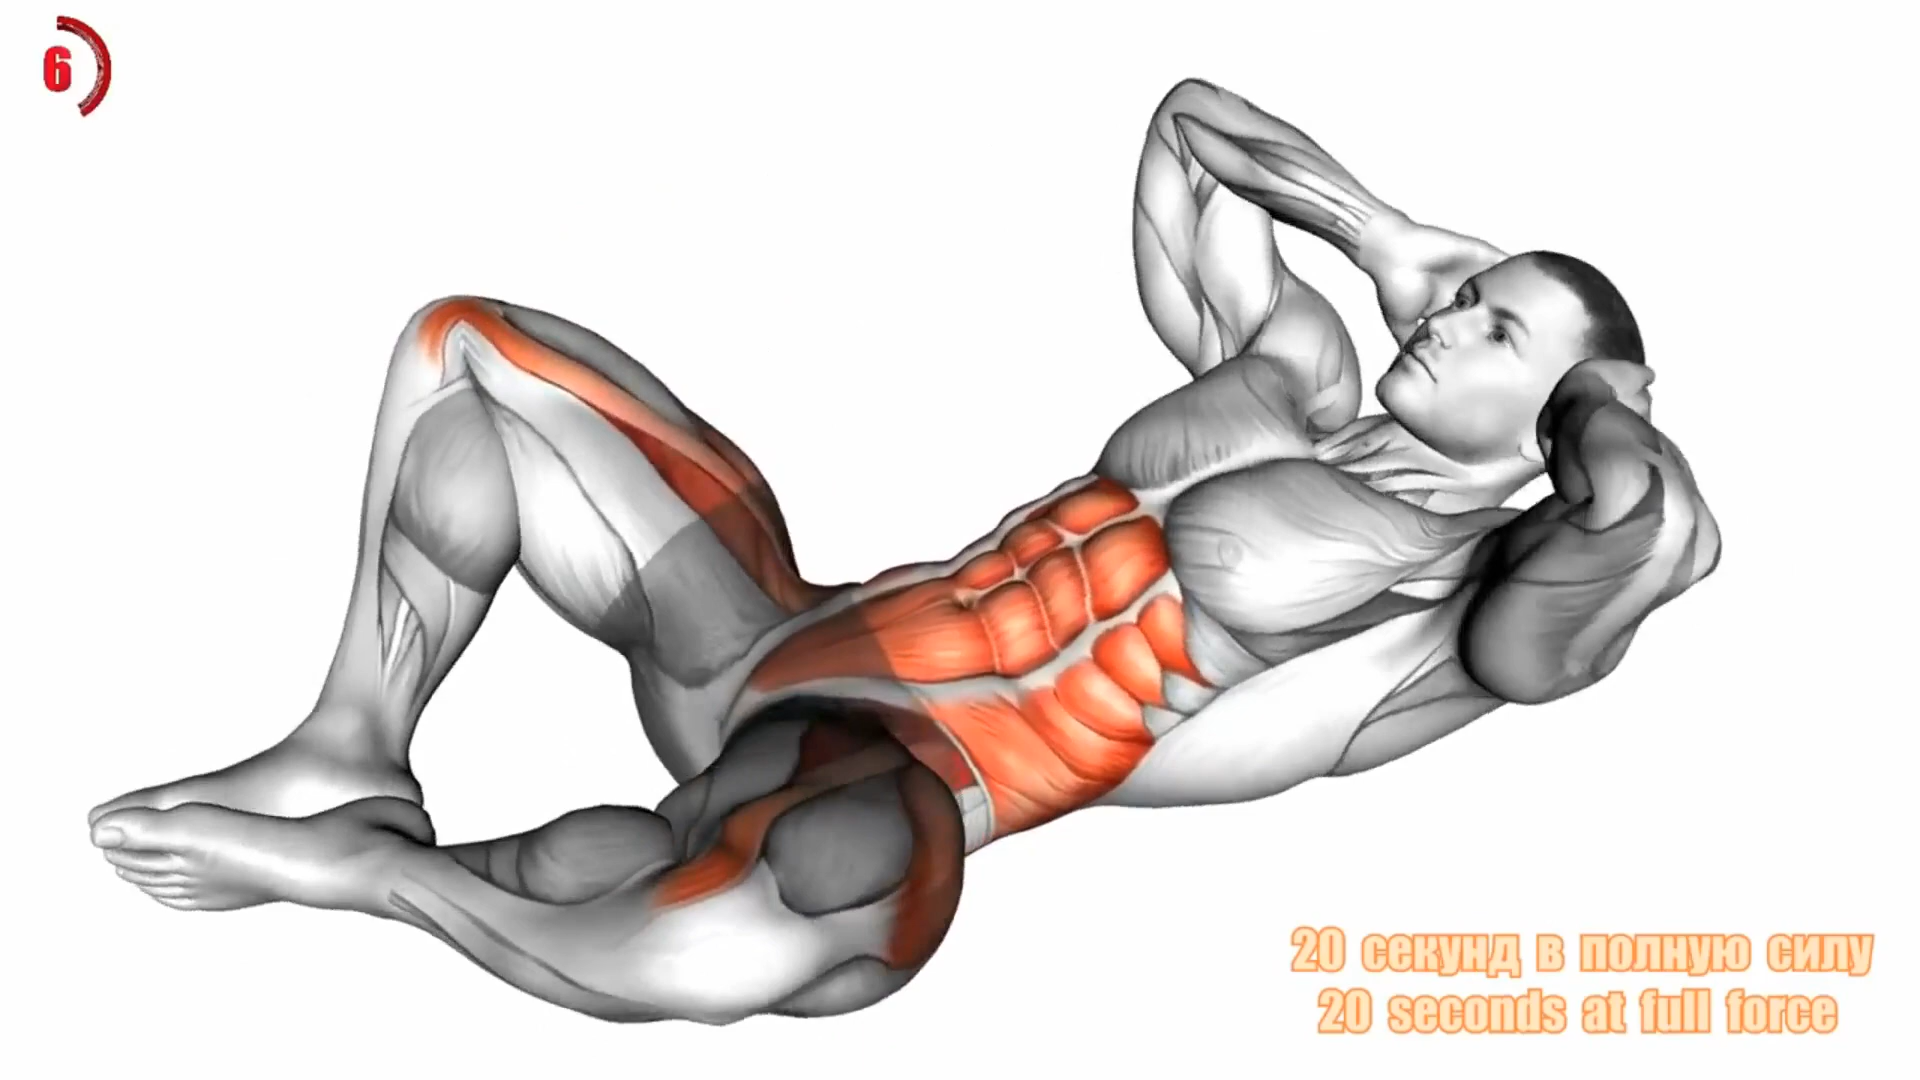 6
20 секунд в полную силу
20 seconds at full force